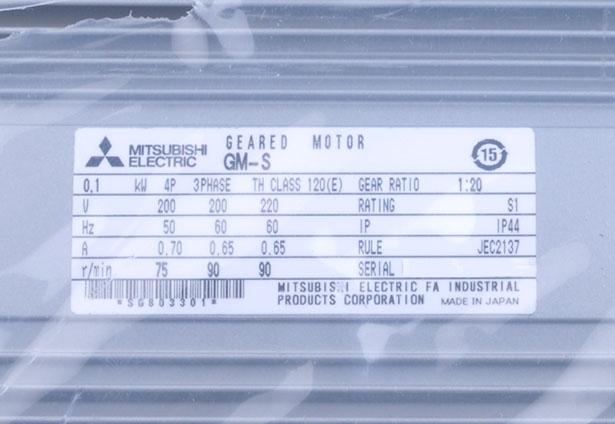 GEARED MOTOR
MITSUBISHI ELECTRIC GM-S 15
0.1 kW 4P 3PHASE TH CLASS 120(E) GEAR RATIO 1:20
V 200 200 220 RATING S1
Hz 50 60 60 IP IP44
A 0.70 0.65 0.65 RULE JEC2137
r/min 75 90 90 SERIAL
*SG803301*
MITSUBISHI ELECTRIC FA INDUSTRIAL
PRODUCTS CORPORATION MADE IN JAPAN